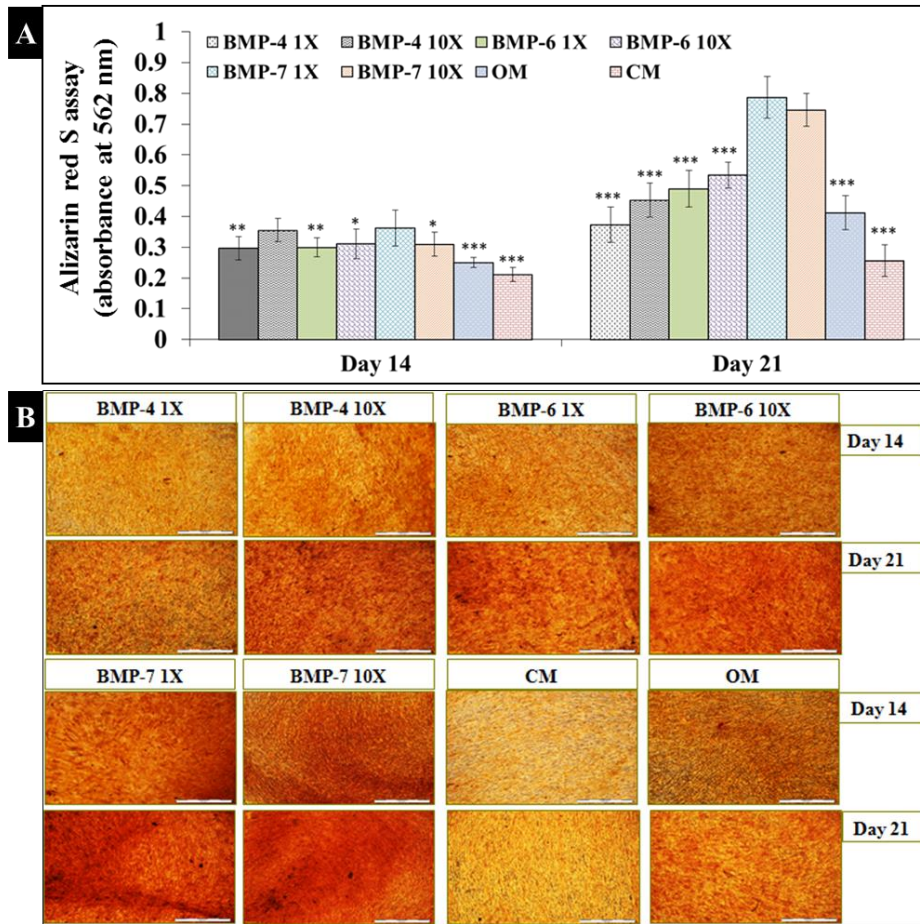 A
Alizarin red S assay
(absorbance at 562 nm)
1
0.9
0.8
0.7
0.6
0.5
0.4
0.3
0.2
0.1
0
BMP-4 1X BMP-4 10X BMP-6 1X BMP-6 10X
BMP-7 1X BMP-7 10X OM CM
** ** * * *** ***
*** *** *** *** *** ***
Day 14 Day 21
B
BMP-4 1X BMP-4 10X BMP-6 1X BMP-6 10X
Day 14
Day 21
BMP-7 1X BMP-7 10X CM OM
Day 14
Day 21